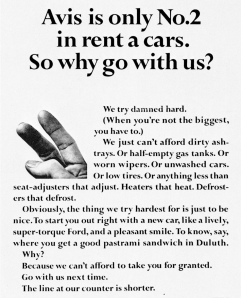 Avis is only No.2
in rent a cars.
So why go with us?
We try damned hard.
(When you're not the biggest,
you have to.)
We just can't afford dirty ash-
trays. Or half-empty gas tanks. Or
worn wipers. Or unwashed cars.
Or low tires. Or anything less than
seat-adjusters that adjust. Heaters that heat. Defrost-
ers that defrost.
Obviously, the thing we try hardest for is just to be
nice. To start you out right with a new car, like a lively,
super-torque Ford, and a pleasant smile. To know, say,
where you get a good pastrami sandwich in Duluth.
Why?
Because we can't afford to take you for granted.
Go with us next time.
The line at our counter is shorter.